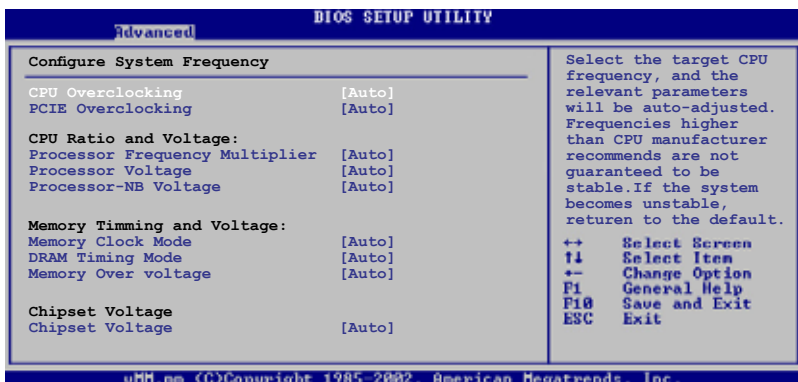 BIOS SETUP UTILITY
Advanced
Configure System Frequency
CPU Overclocking [Auto]
PCIE Overclocking [Auto]
CPU Ratio and Voltage:
Processor Frequency Multiplier [Auto]
Processor Voltage [Auto]
Processor-NB Voltage [Auto]
Memory Timming and Voltage:
Memory Clock Mode [Auto]
DRAM Timing Mode [Auto]
Memory Over voltage [Auto]
Chipset Voltage
Chipset Voltage [Auto]
Select the target CPU
frequency, and the
relevant parameters
will be auto-adjusted.
Frequencies higher
than CPU manufacturer
recommends are not
guaranteed to be
stable.If the system
becomes unstable,
returen to the default.
↔ Select Screen
↑↓ Select Item
+- Change Option
F1 General Help
F10 Save and Exit
ESC Exit
(C)Copyright 1985-2002, American Megatrends, Inc.